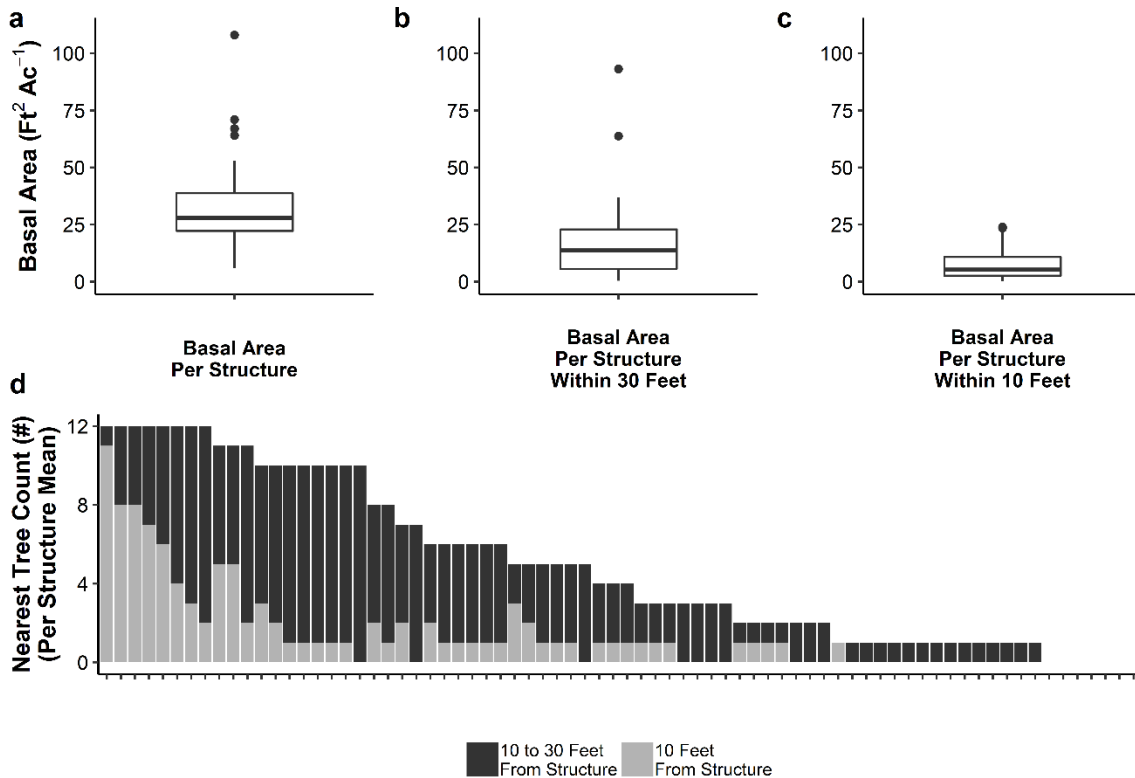 a
b
c
Basal Area (Ft² Ac⁻¹)
100
75
50
25
0
100
75
50
25
0
100
75
50
25
0
Basal Area
Per Structure
Basal Area
Per Structure
Within 30 Feet
Basal Area
Per Structure
Within 10 Feet
d
Nearest Tree Count (#)
(Per Structure Mean)
12
8
4
0
10 to 30 Feet
From Structure
10 Feet
From Structure